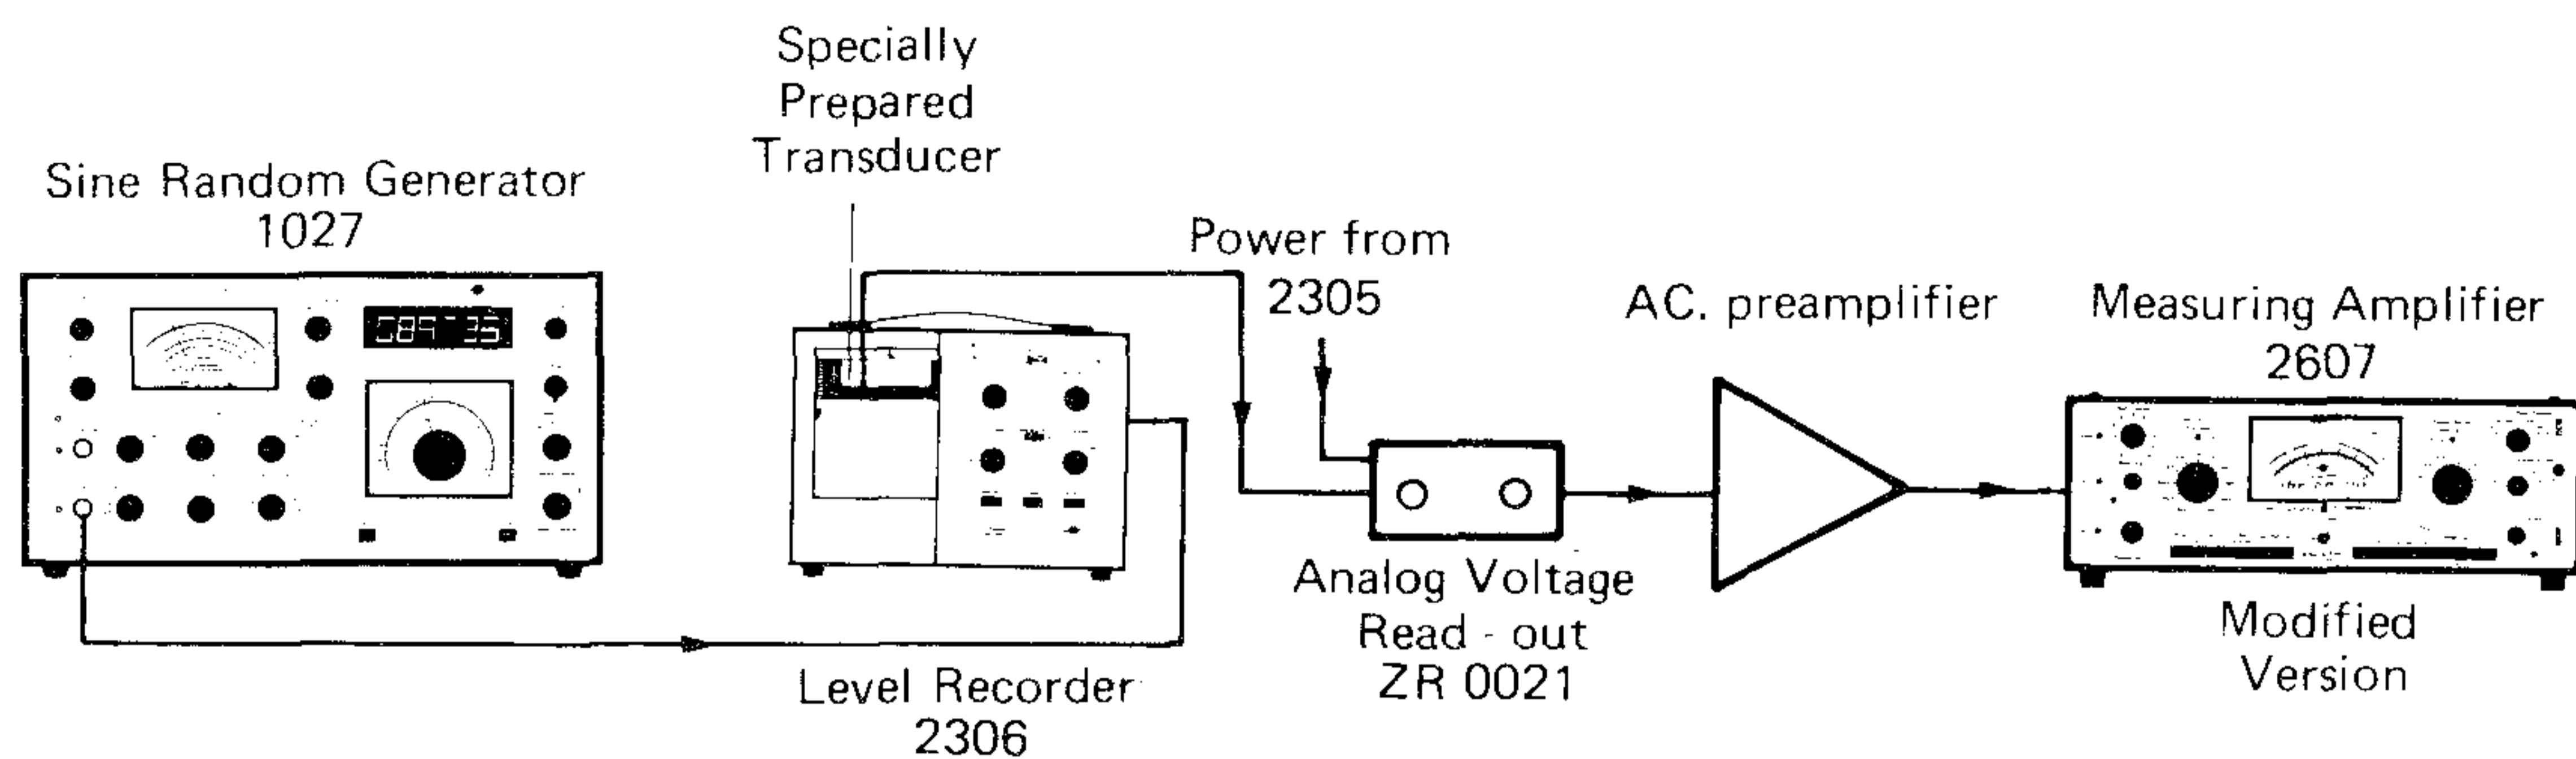 Specially
Prepared
Transducer
Sine Random Generator
1027
Power from
2305
AC. preamplifier
Measuring Amplifier
2607
Analog Voltage
Read - out
ZR 0021
Modified
Version
Level Recorder
2306